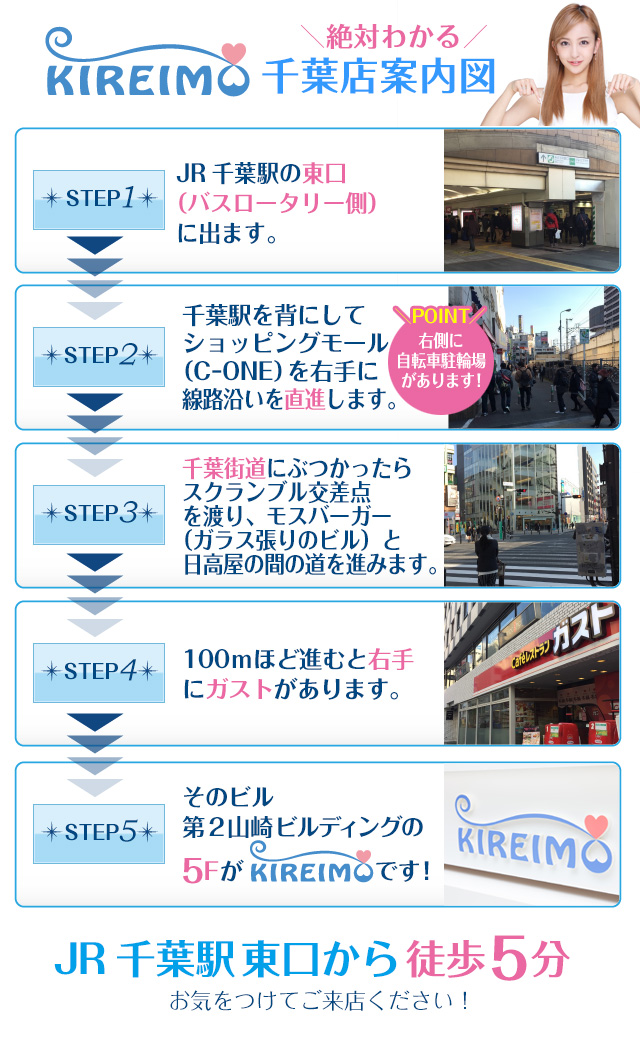 ＼絶対わかる／
KIREIMO 千葉店案内図
STEP1
JR千葉駅の東口
（バスロータリー側）
に出ます。
STEP2
千葉駅を背にして
ショッピングモール
（C-ONE）を右手に
線路沿いを直進します。
＼POINT／
右側に
自転車駐輪場
があります！
STEP3
千葉街道にぶつかったら
スクランブル交差点
を渡り、モスバーガー
（ガラス張りのビル）と
日高屋の間の道を進みます。
STEP4
100mほど進むと右手
にガストがあります。
Caféレストラン ガスト
STEP5
そのビル
第2山崎ビルディングの
5Fが KIREIMO です！
KIREIMO
JR千葉駅東口から徒歩5分
お気をつけてご来店ください！